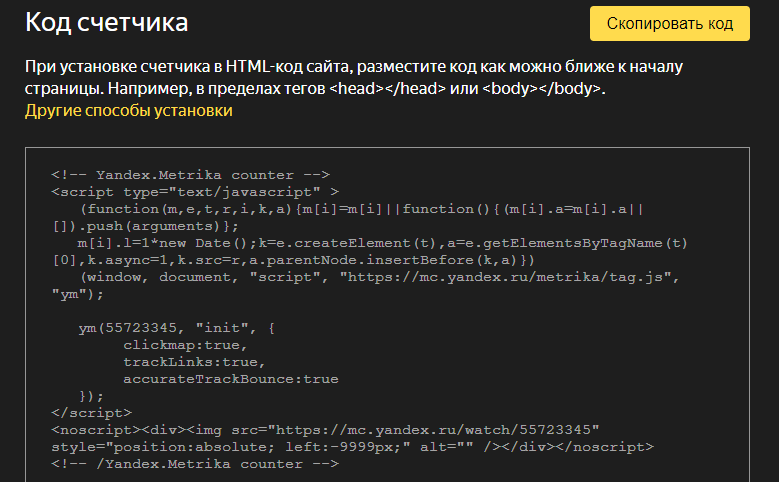 Код счетчика
Скопировать код
При установке счетчика в HTML-код сайта, разместите код как можно ближе к началу
страницы. Например, в пределах тегов <head></head> или <body></body>.
Другие способы установки
<!-- Yandex.Metrika counter -->
<script type="text/javascript" >
(function(m,e,t,r,i,k,a){m[i]=m[i]||function(){(m[i].a=m[i].a||
[]).push(arguments)};
m[i].l=1*new Date();k=e.createElement(t),a=e.getElementsByTagName(t)
[0],k.async=1,k.src=r,a.parentNode.insertBefore(k,a)})
(window, document, "script", "https://mc.yandex.ru/metrika/tag.js",
"ym");
ym(55723345, "init", {
clickmap:true,
trackLinks:true,
accurateTrackBounce:true
});
</script>
<noscript><div><img src="https://mc.yandex.ru/watch/55723345"
style="position:absolute; left:-9999px;" alt="" /></div></noscript>
<!-- /Yandex.Metrika counter -->